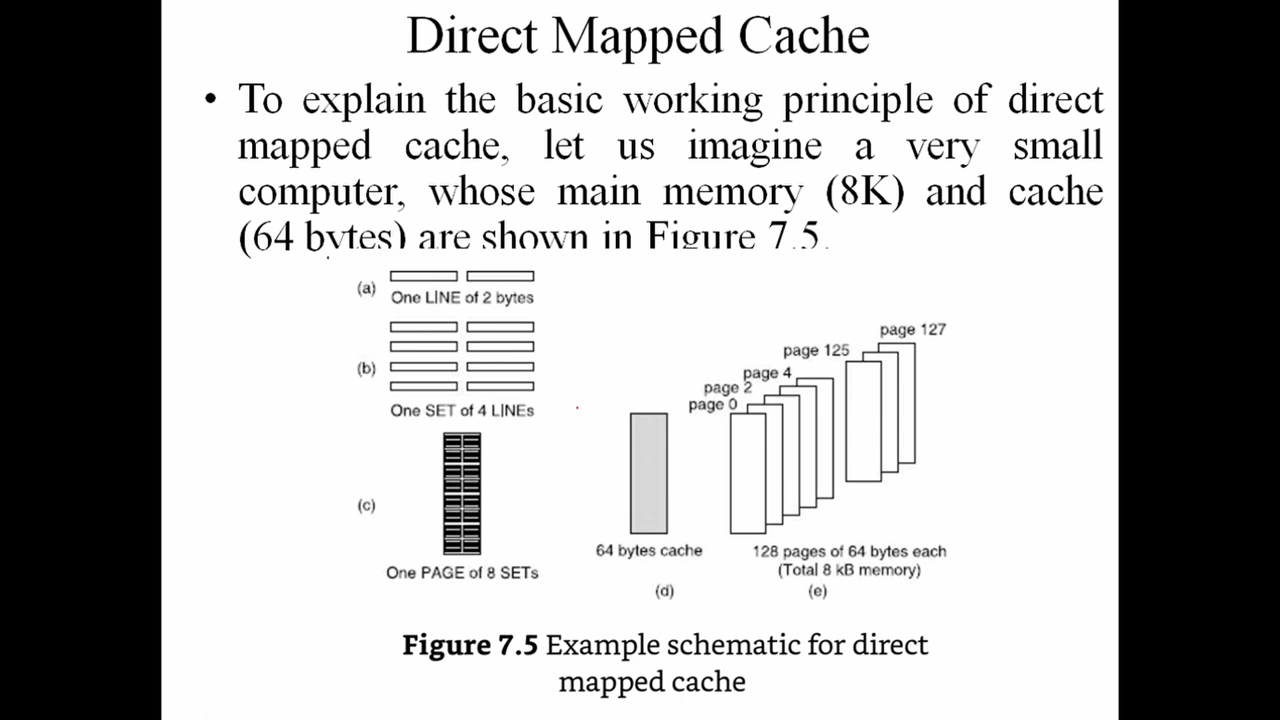 Direct Mapped Cache
• To explain the basic working principle of direct
mapped cache, let us imagine a very small
computer, whose main memory (8K) and cache
(64 bytes) are shown in Figure 7.5.
(a)
One LINE of 2 bytes
(b)
One SET of 4 LINEs
(c)
One PAGE of 8 SETs
64 bytes cache
(d)
page 0
page 2
page 4
page 125
page 127
128 pages of 64 bytes each
(Total 8 kB memory)
(e)
Figure 7.5 Example schematic for direct
mapped cache